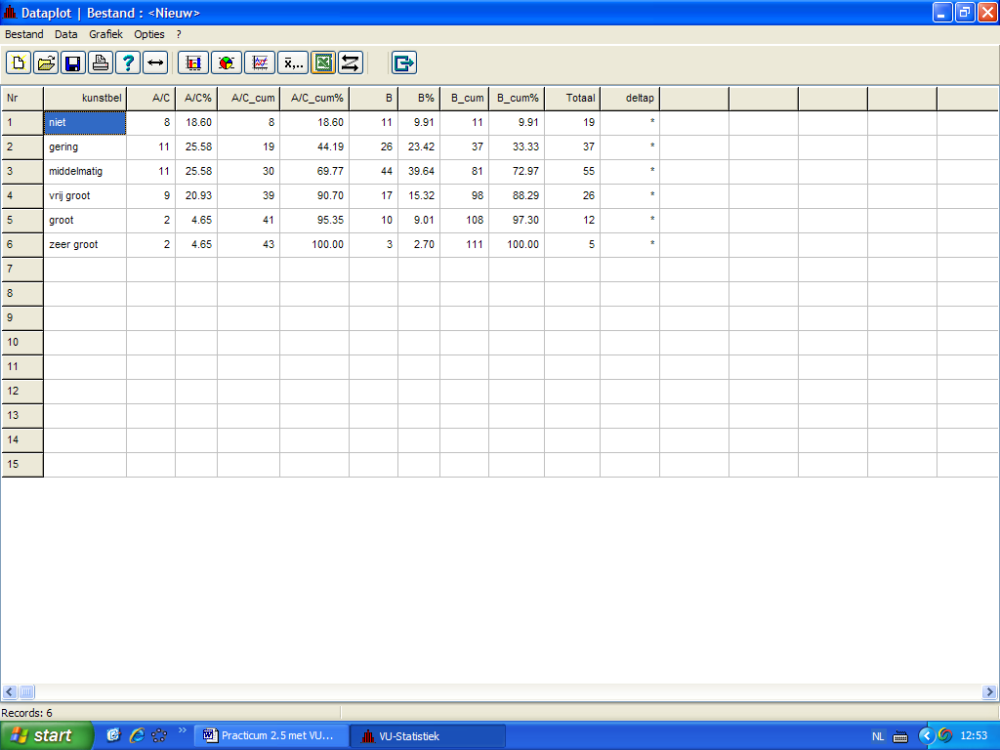 Dataplot | Bestand : <Nieuw>
Bestand Data Grafiek Opties ?
Nr kunstbel A/C A/C% A/C_cum A/C_cum% B B% B_cum B_cum% Totaal deltap
1 niet 8 18.60 8 18.60 11 9.91 11 9.91 19 *
2 gering 11 25.58 19 44.19 26 23.42 37 33.33 37 *
3 middelmatig 11 25.58 30 69.77 44 39.64 81 72.97 55 *
4 vrij groot 9 20.93 39 90.70 17 15.32 98 88.29 26 *
5 groot 2 4.65 41 95.35 10 9.01 108 97.30 12 *
6 zeer groot 2 4.65 43 100.00 3 2.70 111 100.00 5 *
7
8
9
10
11
12
13
14
15
Records: 6
start Practicum 2.5 met VU... VU-Statistiek NL 12:53